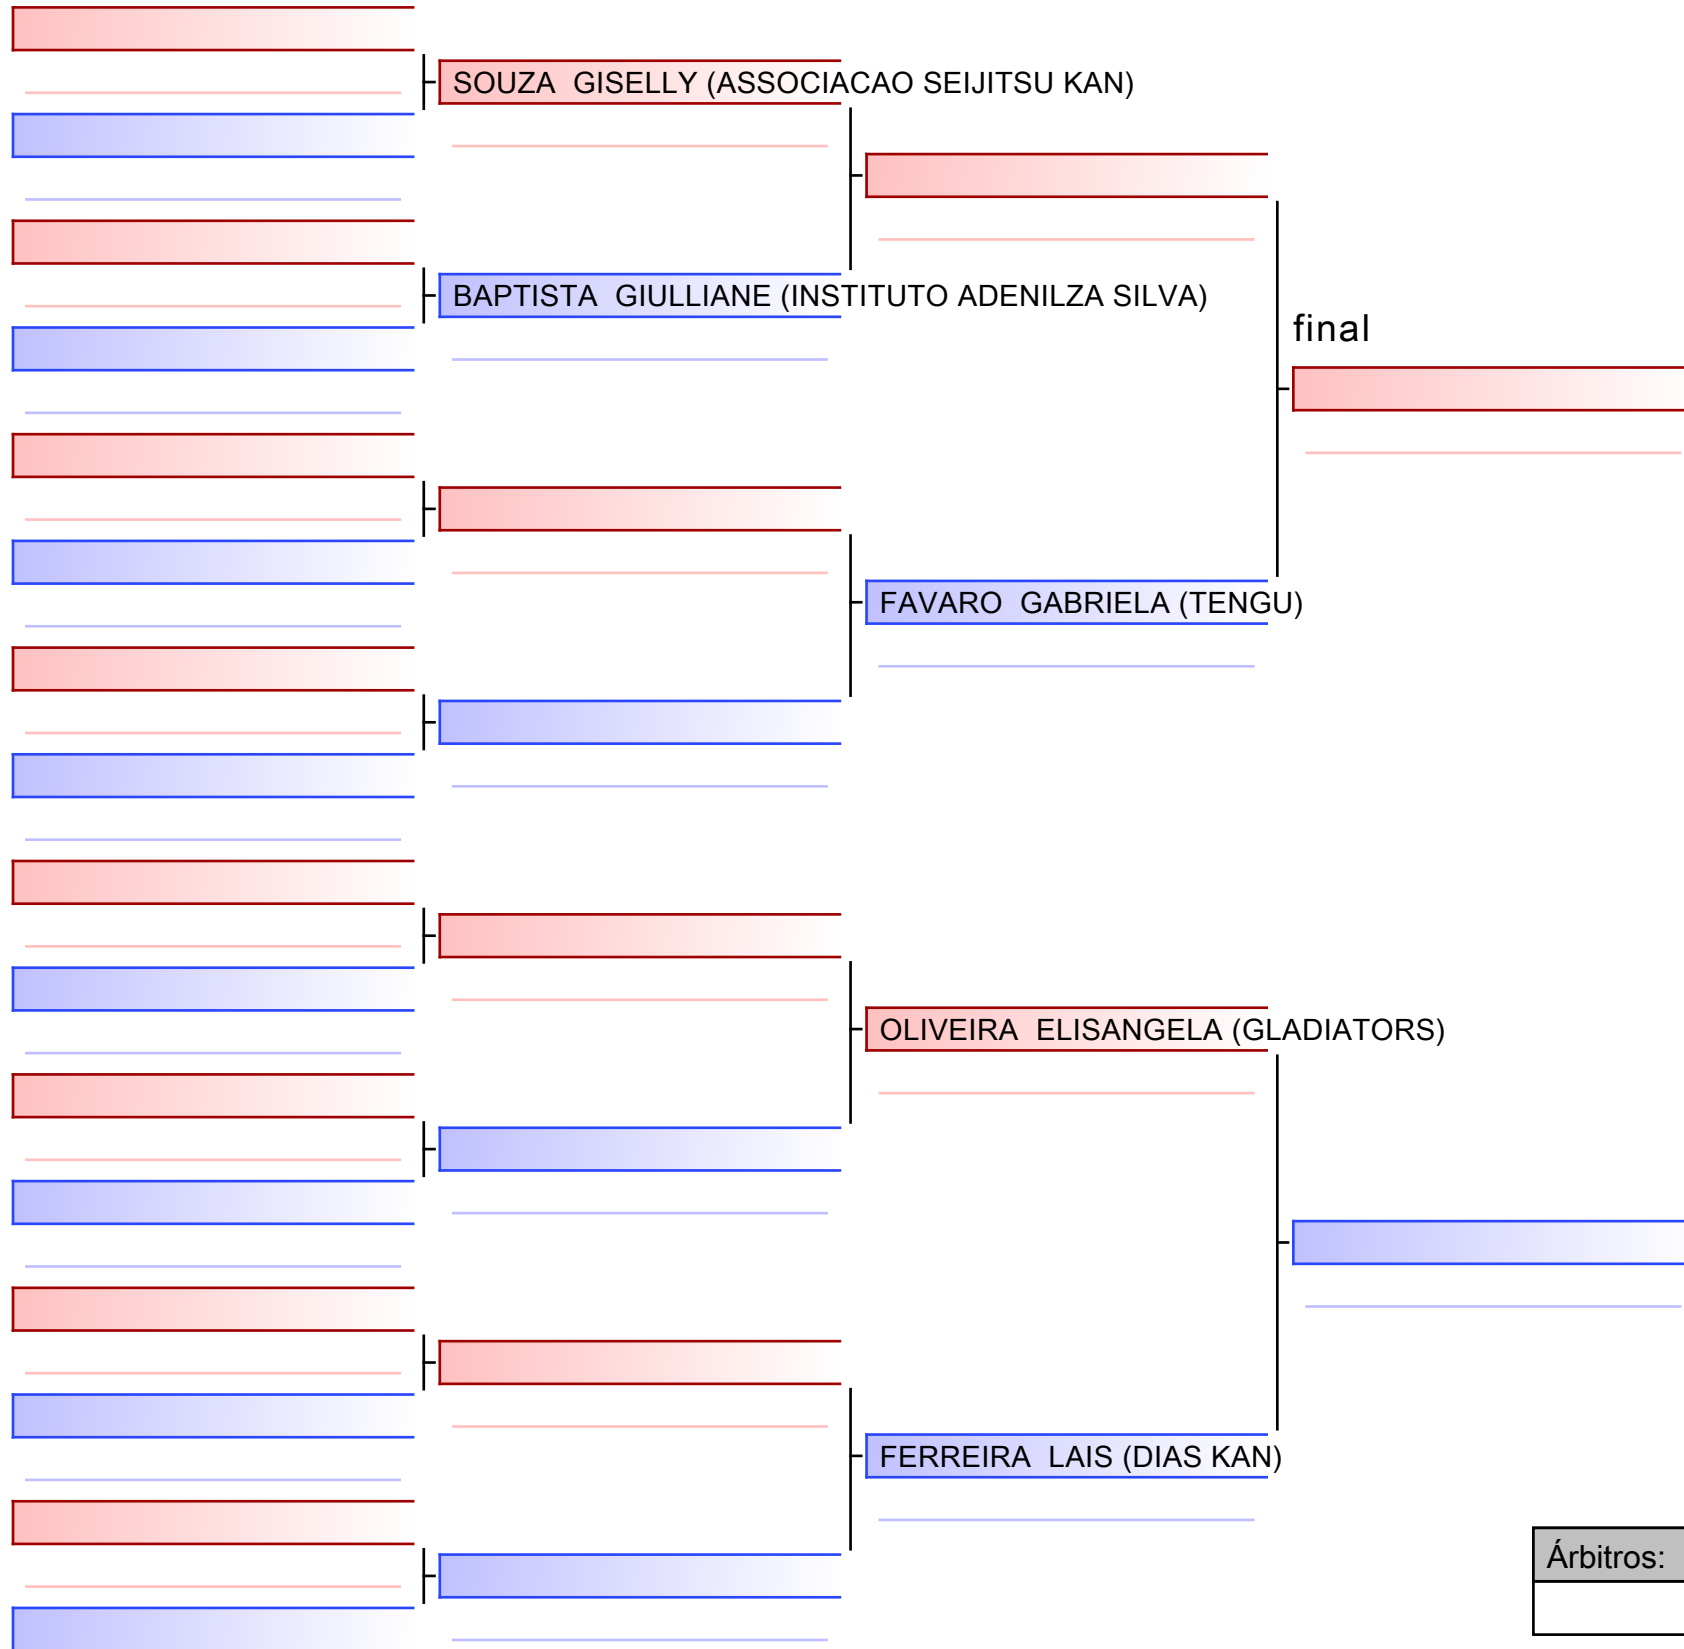 SOUZA  GISELLY (ASSOCIACAO SEIJITSU KAN)
BAPTISTA  GIULLIANE (INSTITUTO ADENILZA SILVA)
final
FAVARO  GABRIELA (TENGU)
OLIVEIRA  ELISANGELA (GLADIATORS)
FERREIRA  LAIS (DIAS KAN)
Árbitros: